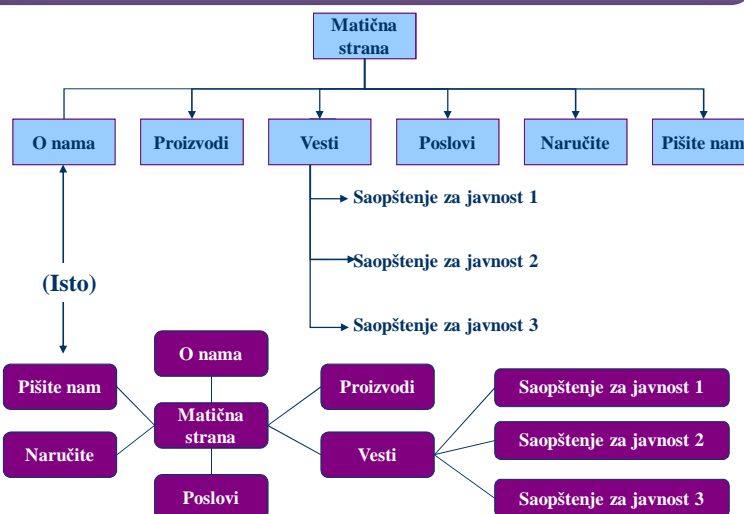 Matična
strana
O nama
Proizvodi
Vesti
Poslovi
Naručite
Pišite nam
Saopštenje za javnost 1
Saopštenje za javnost 2
Saopštenje za javnost 3
(Isto)
O nama
Pišite nam
Proizvodi
Saopštenje za javnost 1
Matična
strana
Naručite
Vesti
Saopštenje za javnost 2
Poslovi
Saopštenje za javnost 3